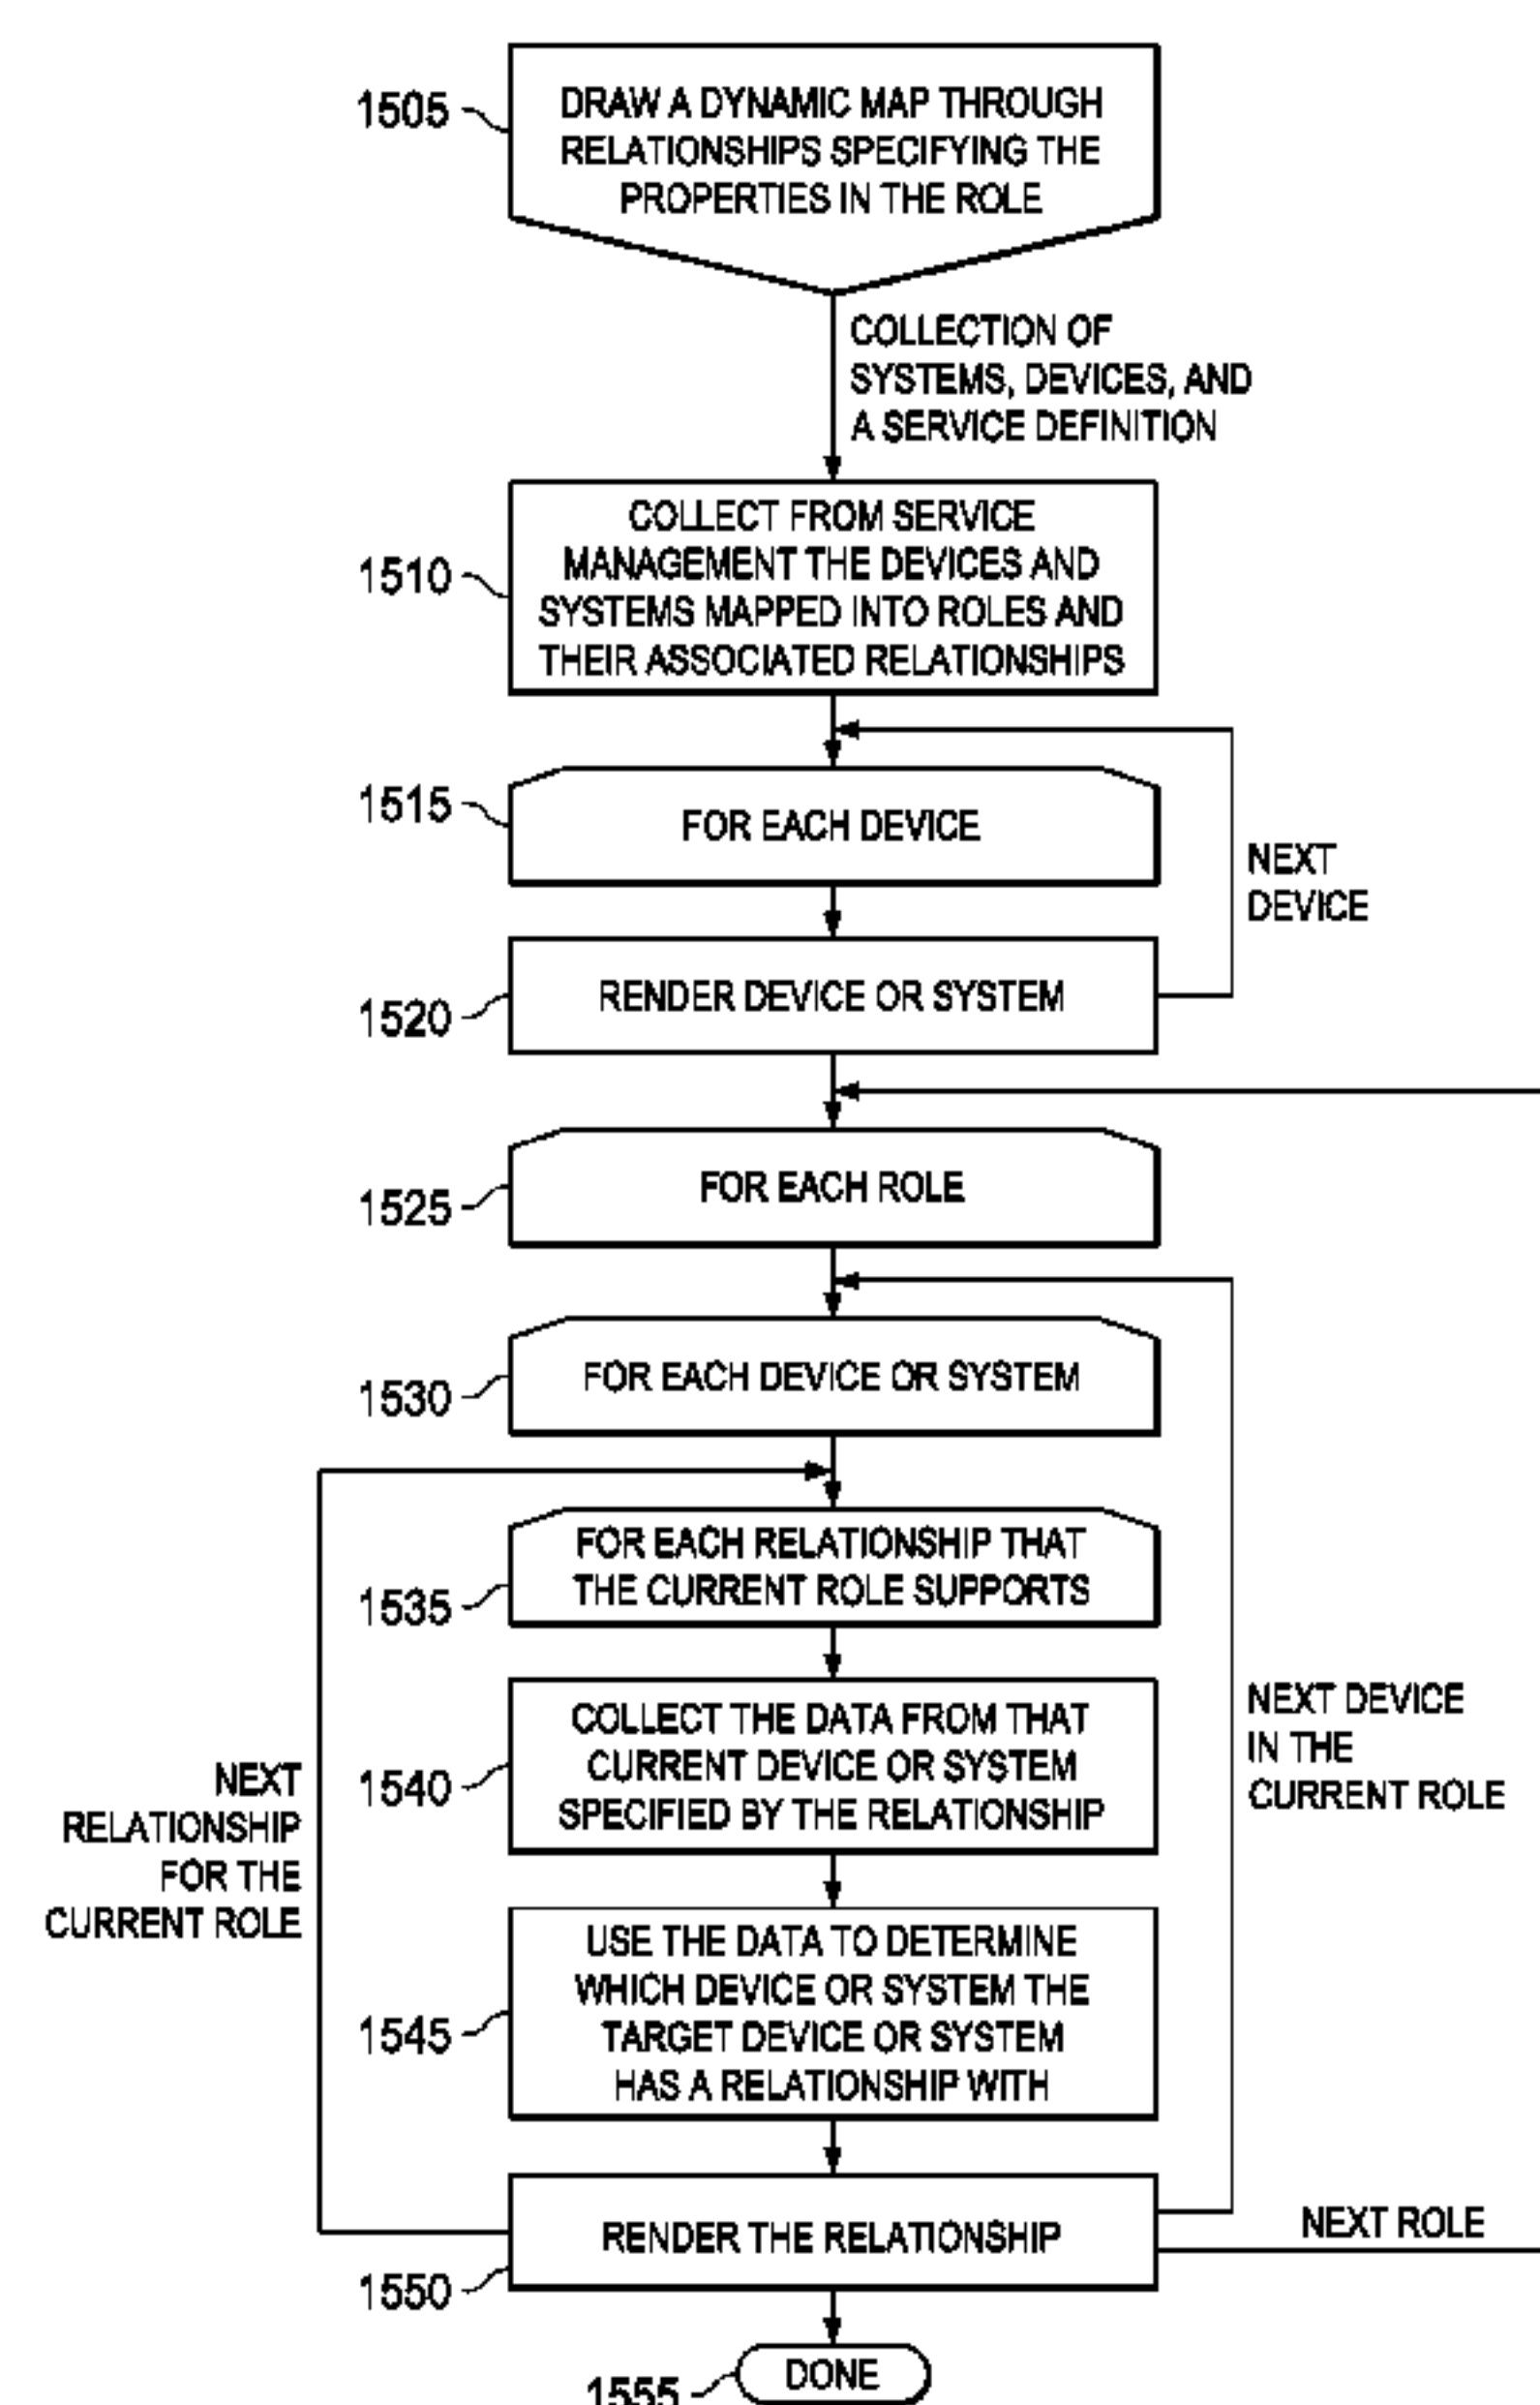 1505
DRAW A DYNAMIC MAP THROUGH
RELATIONSHIPS SPECIFYING THE
PROPERTIES IN THE ROLE
COLLECTION OF
SYSTEMS, DEVICES, AND
A SERVICE DEFINITION
1510
COLLECT FROM SERVICE
MANAGEMENT THE DEVICES AND
SYSTEMS MAPPED INTO ROLES AND
THEIR ASSOCIATED RELATIONSHIPS
1515
FOR EACH DEVICE
NEXT
DEVICE
1520
RENDER DEVICE OR SYSTEM
1525
FOR EACH ROLE
1530
FOR EACH DEVICE OR SYSTEM
1535
FOR EACH RELATIONSHIP THAT
THE CURRENT ROLE SUPPORTS
1540
COLLECT THE DATA FROM THAT
CURRENT DEVICE OR SYSTEM
SPECIFIED BY THE RELATIONSHIP
NEXT DEVICE
IN THE
CURRENT ROLE
NEXT
RELATIONSHIP
FOR THE
CURRENT ROLE
1545
USE THE DATA TO DETERMINE
WHICH DEVICE OR SYSTEM THE
TARGET DEVICE OR SYSTEM
HAS A RELATIONSHIP WITH
1550
RENDER THE RELATIONSHIP
NEXT ROLE
1555
DONE